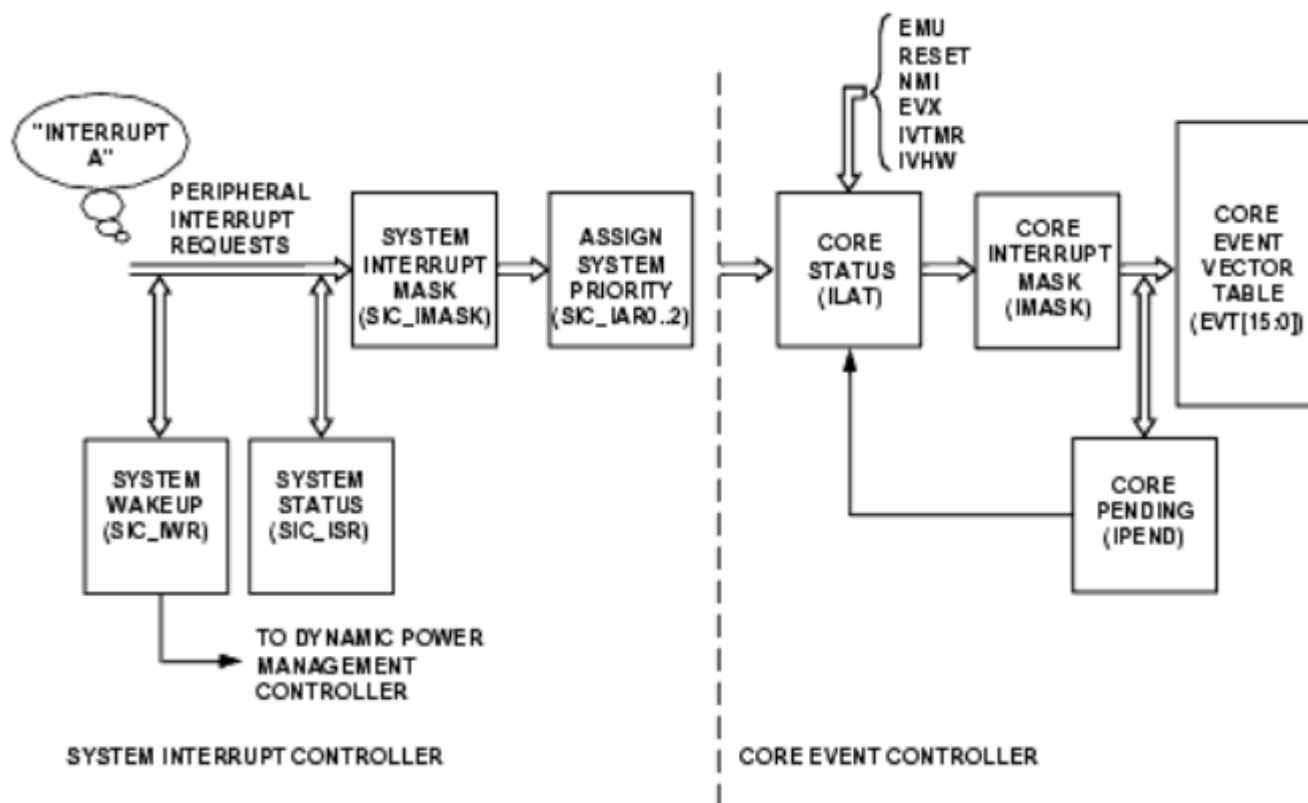 EMU
RESET
NMI
EVX
IVTMR
IVHW
"INTERRUPT
A"
PERIPHERAL
INTERRUPT
REQUESTS
SYSTEM
INTERRUPT
MASK
(SIC_IMASK)
ASSIGN
SYSTEM
PRIORITY
(SIC_IAR0..2)
CORE
STATUS
(ILAT)
CORE
INTERRUPT
MASK
(IMASK)
CORE
EVENT
VECTOR
TABLE
(EVT[15:0])
SYSTEM
WAKEUP
(SIC_IWR)
SYSTEM
STATUS
(SIC_ISR)
CORE
PENDING
(IPEND)
TO DYNAMIC POWER
MANAGEMENT
CONTROLLER
SYSTEM INTERRUPT CONTROLLER
CORE EVENT CONTROLLER